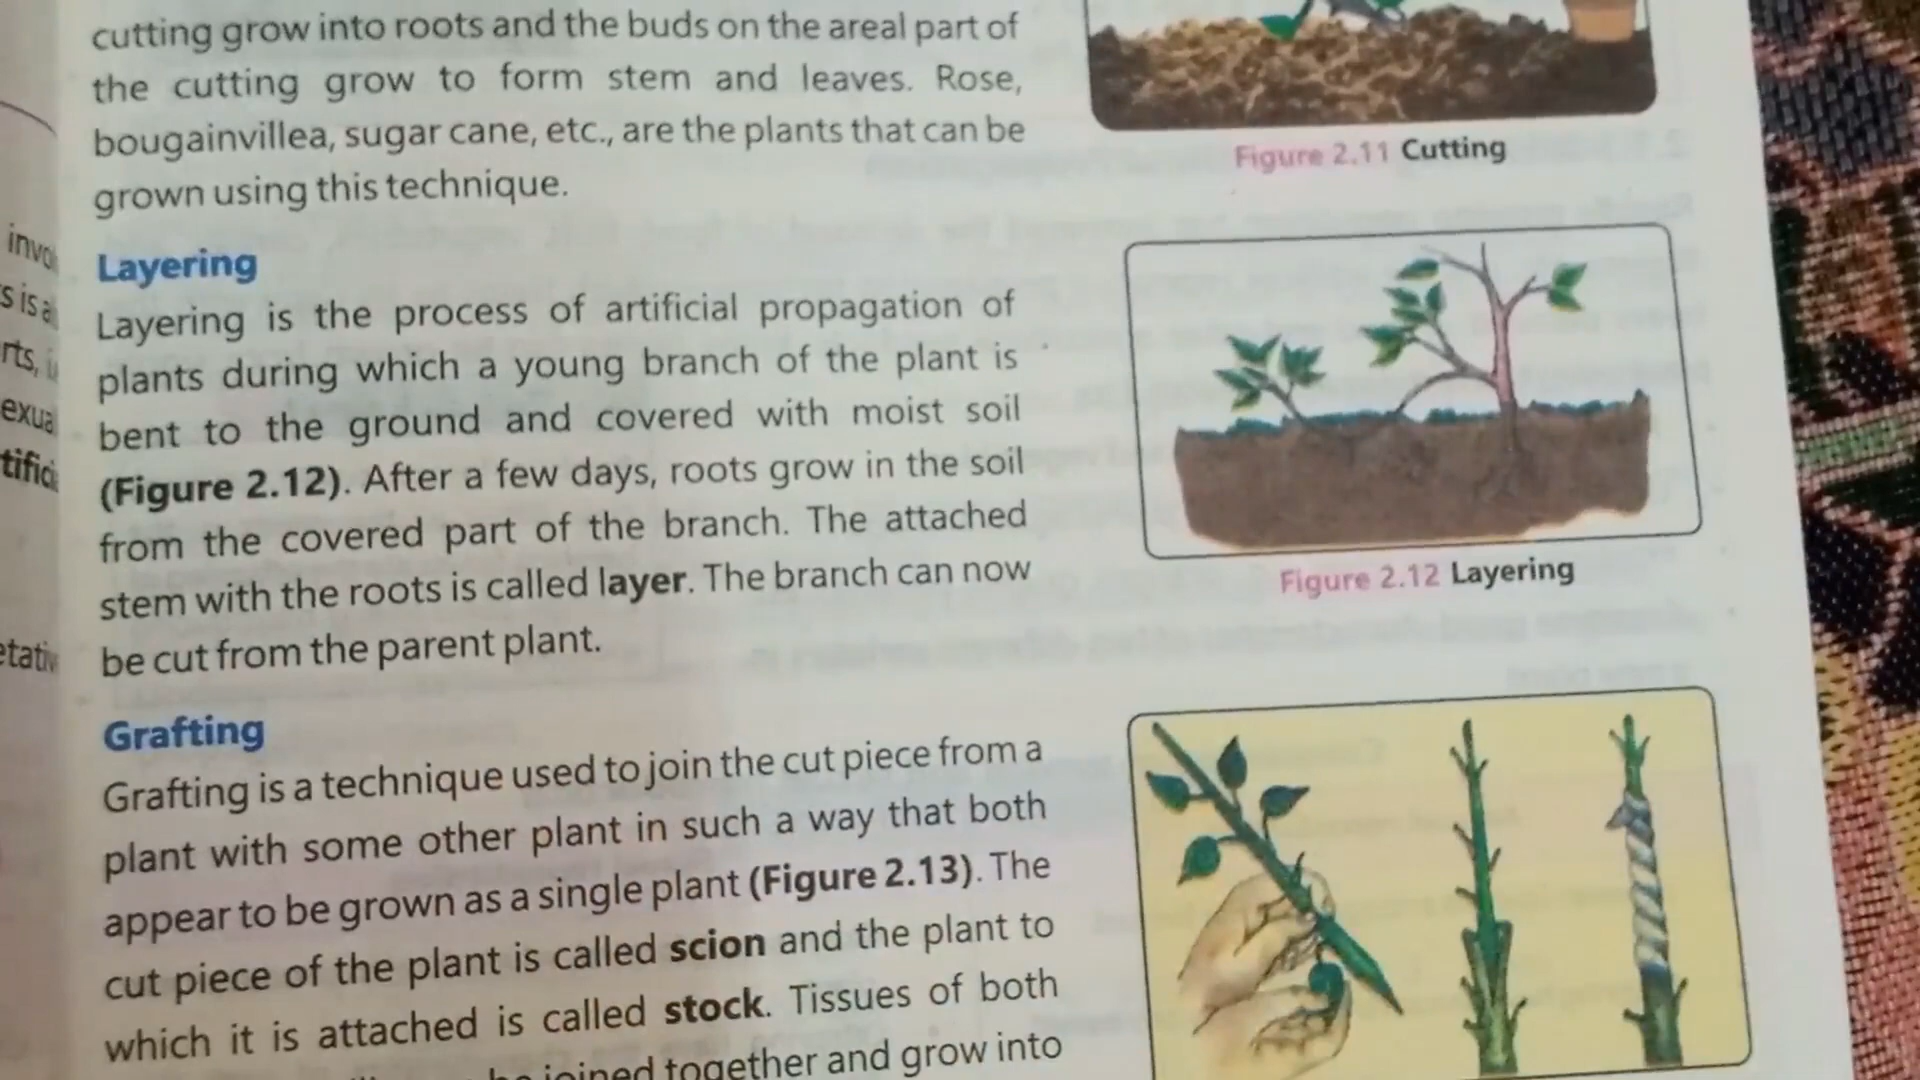 cutting grow into roots and the buds on the areal part of
the cutting grow to form stem and leaves. Rose,
bougainvillea, sugar cane, etc., are the plants that can be
grown using this technique.
Figure 2.11 Cutting
Layering
Layering is the process of artificial propagation of
plants during which a young branch of the plant is
bent to the ground and covered with moist soil
(Figure 2.12). After a few days, roots grow in the soil
from the covered part of the branch. The attached
stem with the roots is called layer. The branch can now
be cut from the parent plant.
Figure 2.12 Layering
Grafting
Grafting is a technique used to join the cut piece from a
plant with some other plant in such a way that both
appear to be grown as a single plant (Figure 2.13). The
cut piece of the plant is called scion and the plant to
which it is attached is called stock. Tissues of both
joined together and grow into